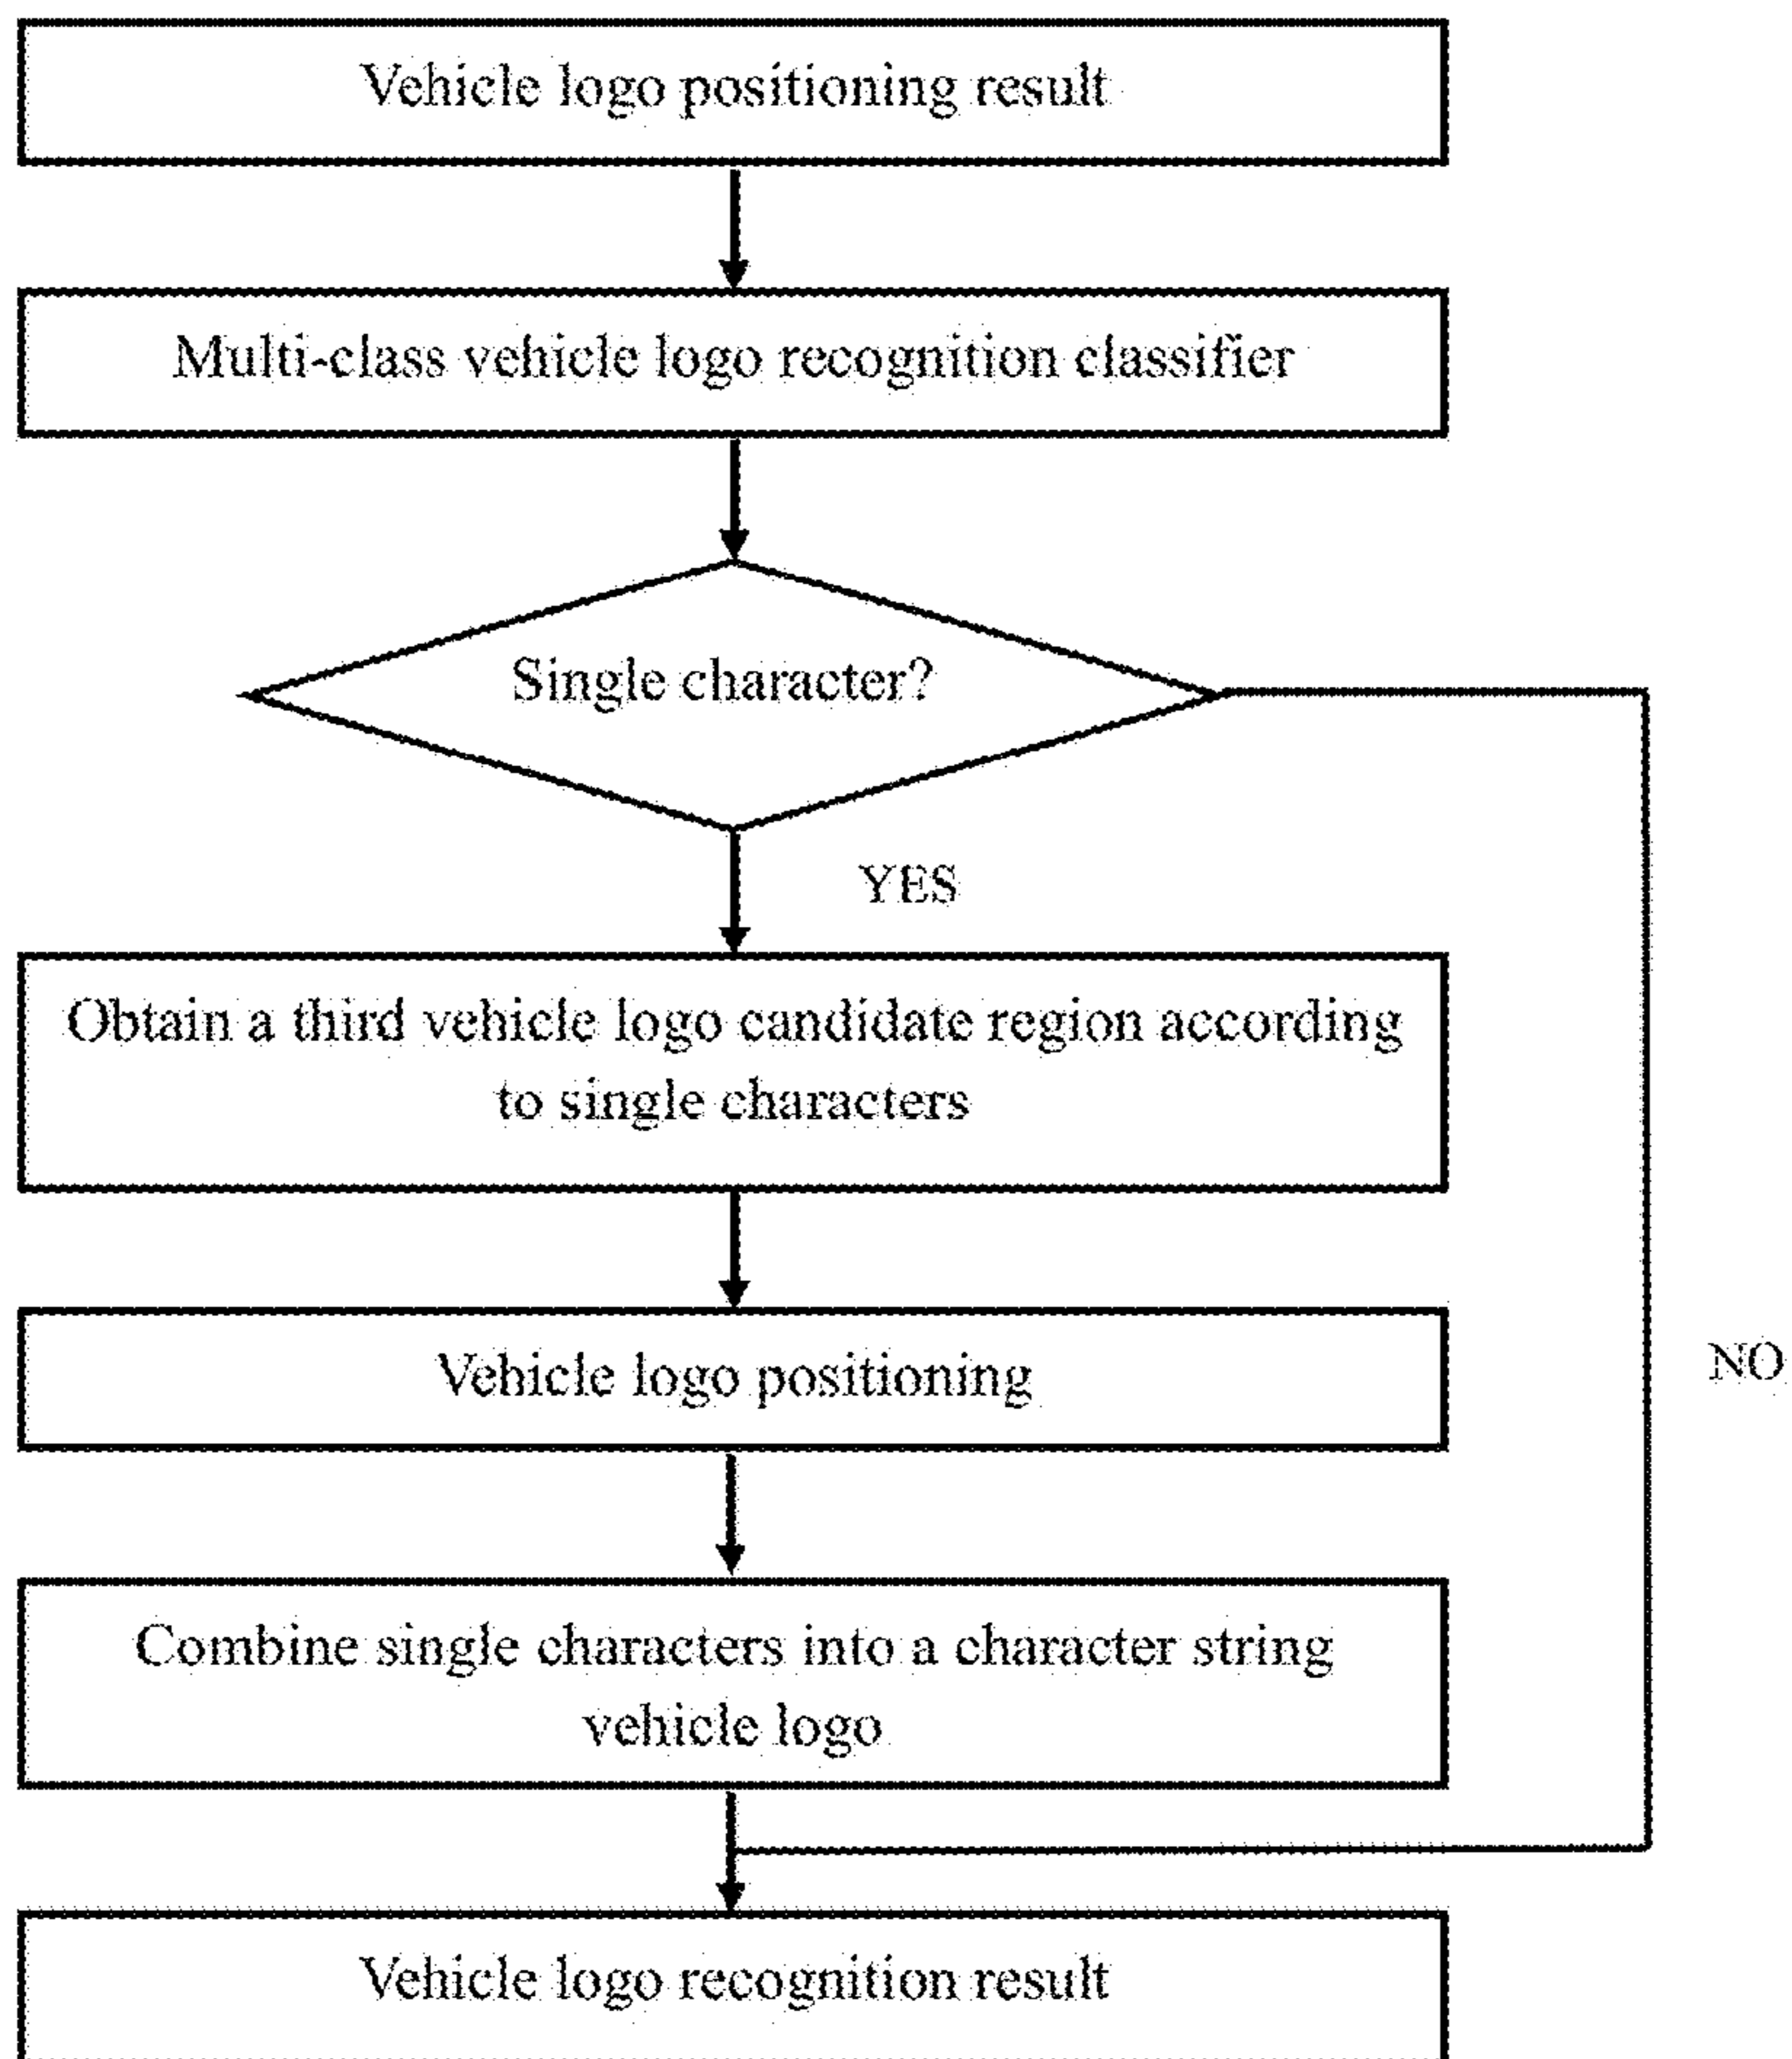 Vehicle logo positioning result
Multi-class vehicle logo recognition classifier
Single character?
YES
Obtain a third vehicle logo candidate region according
to single characters
Vehicle logo positioning
NO
Combine single characters into a character string
vehicle logo
Vehicle logo recognition result